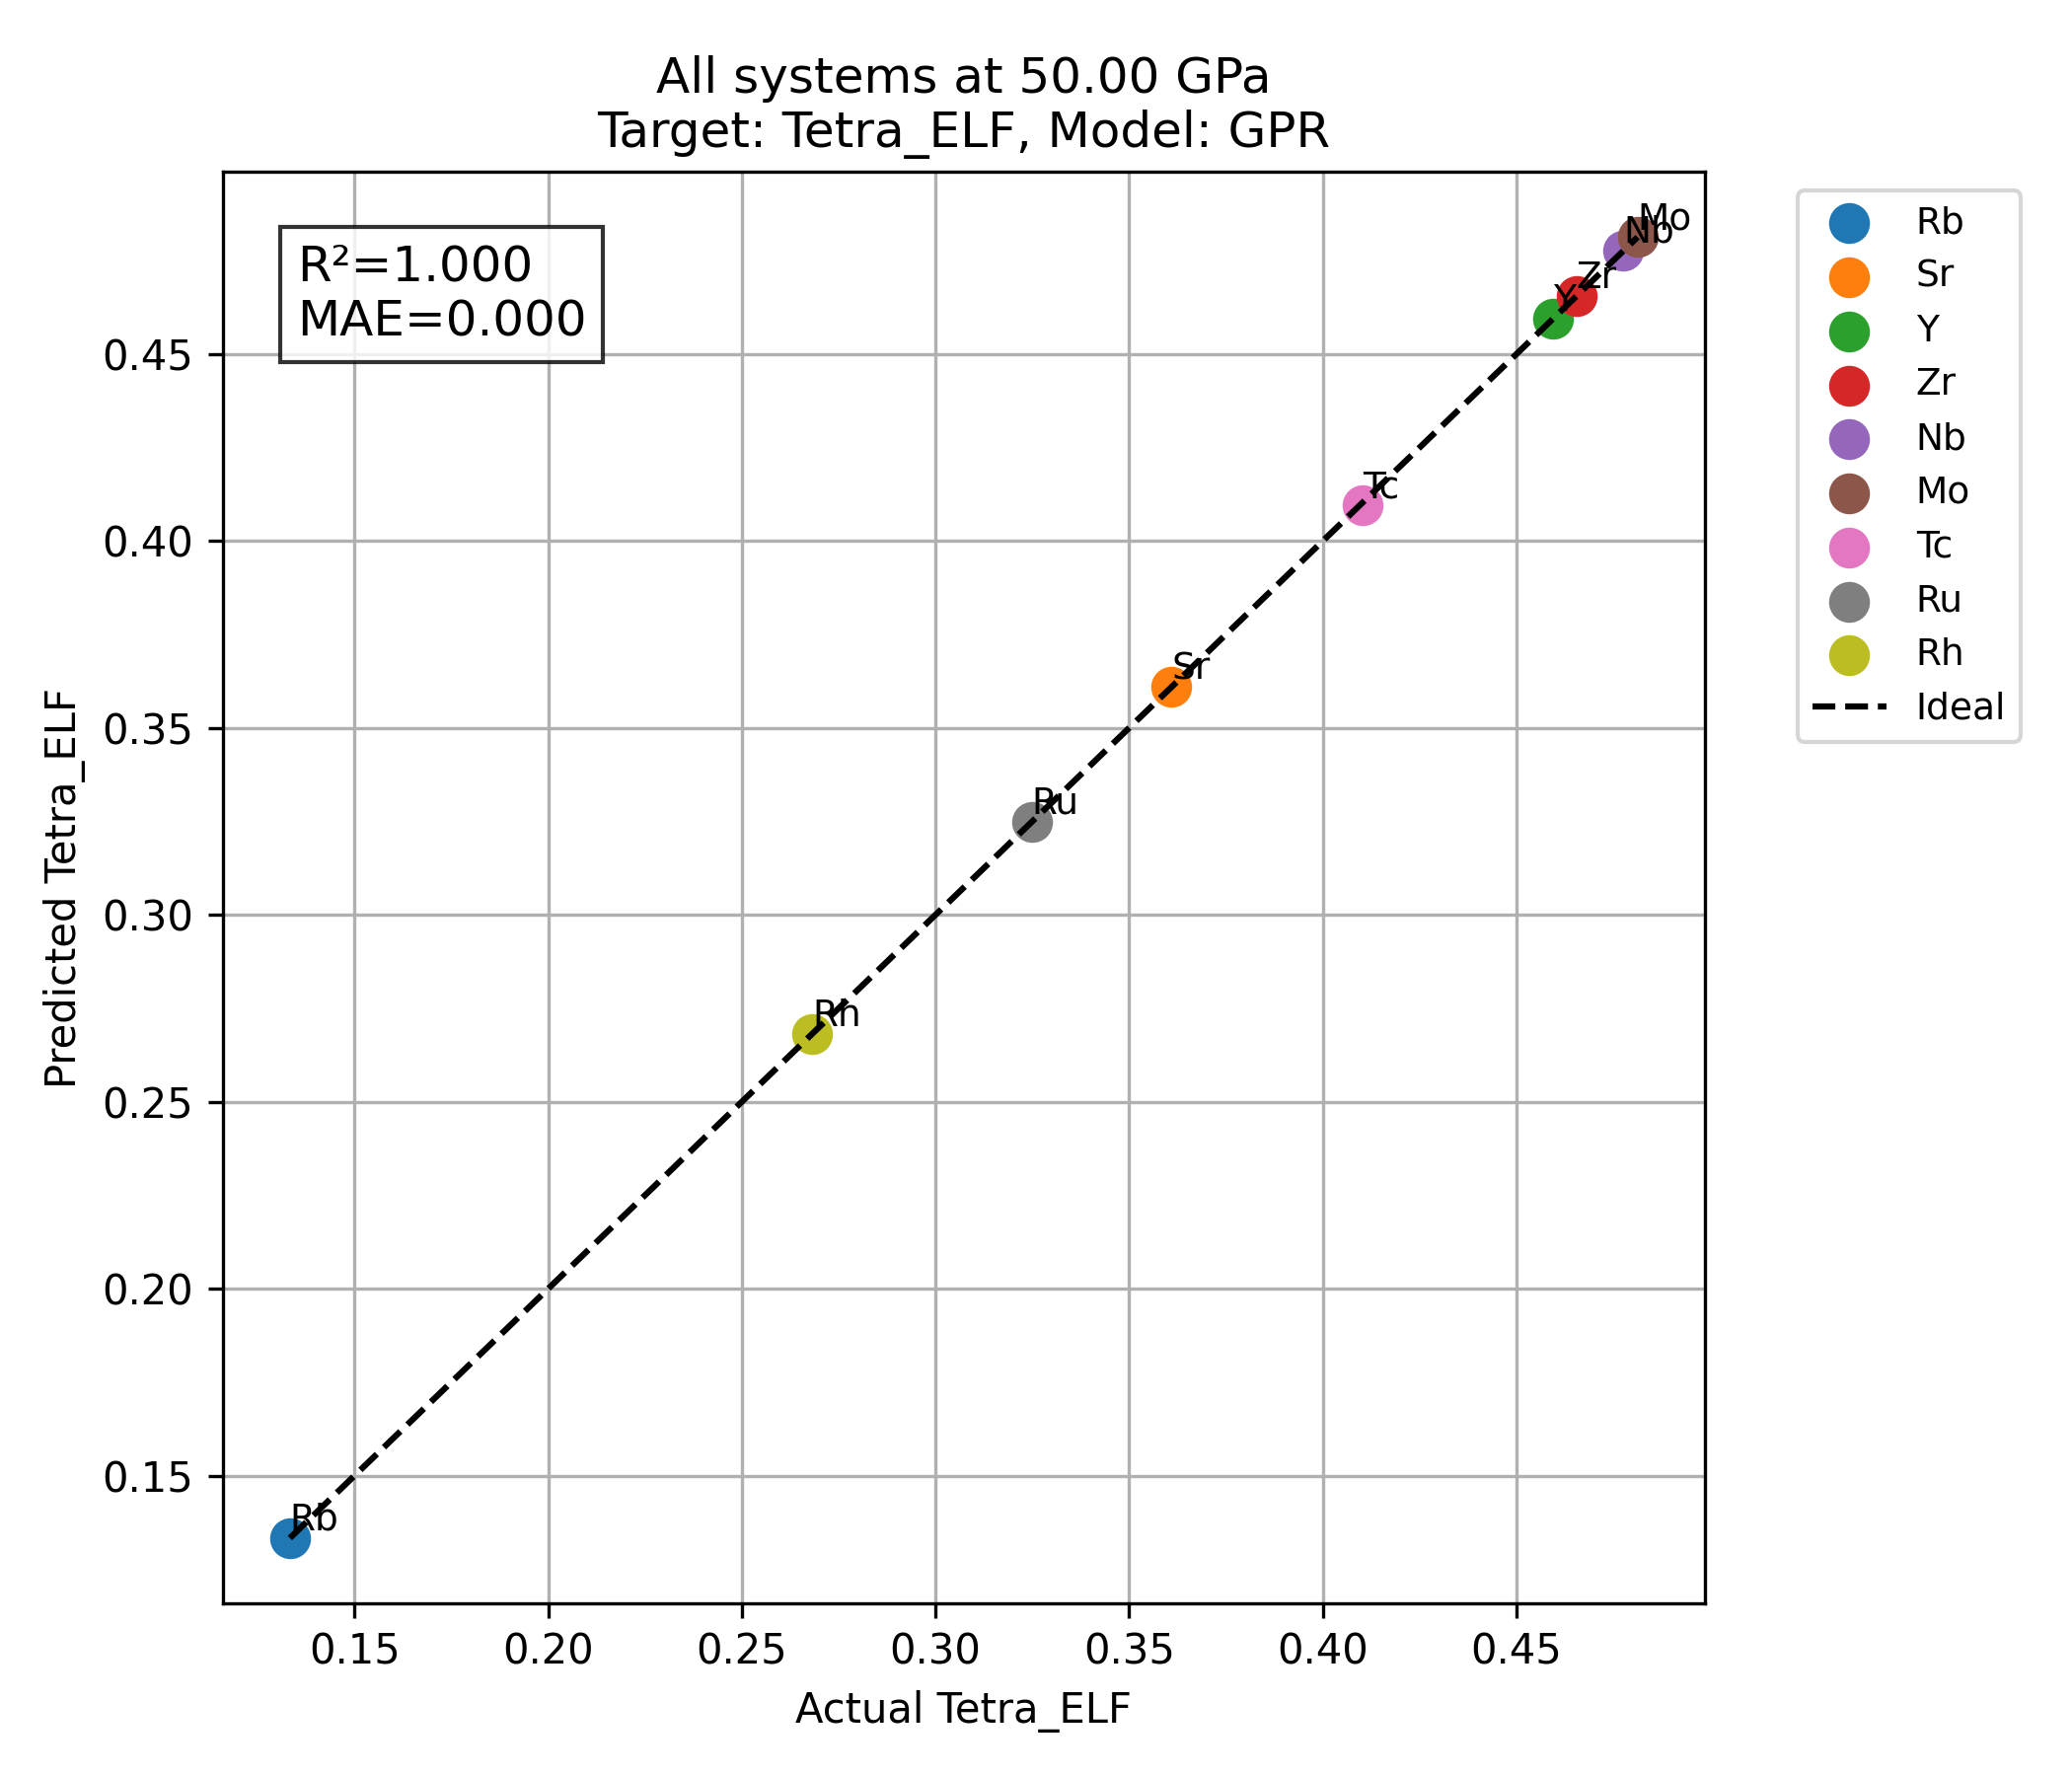 All systems at 50.00 GPa
Target: Tetra_ELF, Model: GPR
R²=1.000
MAE=0.000
Predicted Tetra_ELF
0.45
0.40
0.35
0.30
0.25
0.20
0.15
Mo
Nb
Zr
Y
Tc
Sr
Ru
Rh
Rb
0.15 0.20 0.25 0.30 0.35 0.40 0.45
Actual Tetra_ELF
Rb
Sr
Y
Zr
Nb
Mo
Tc
Ru
Rh
Ideal